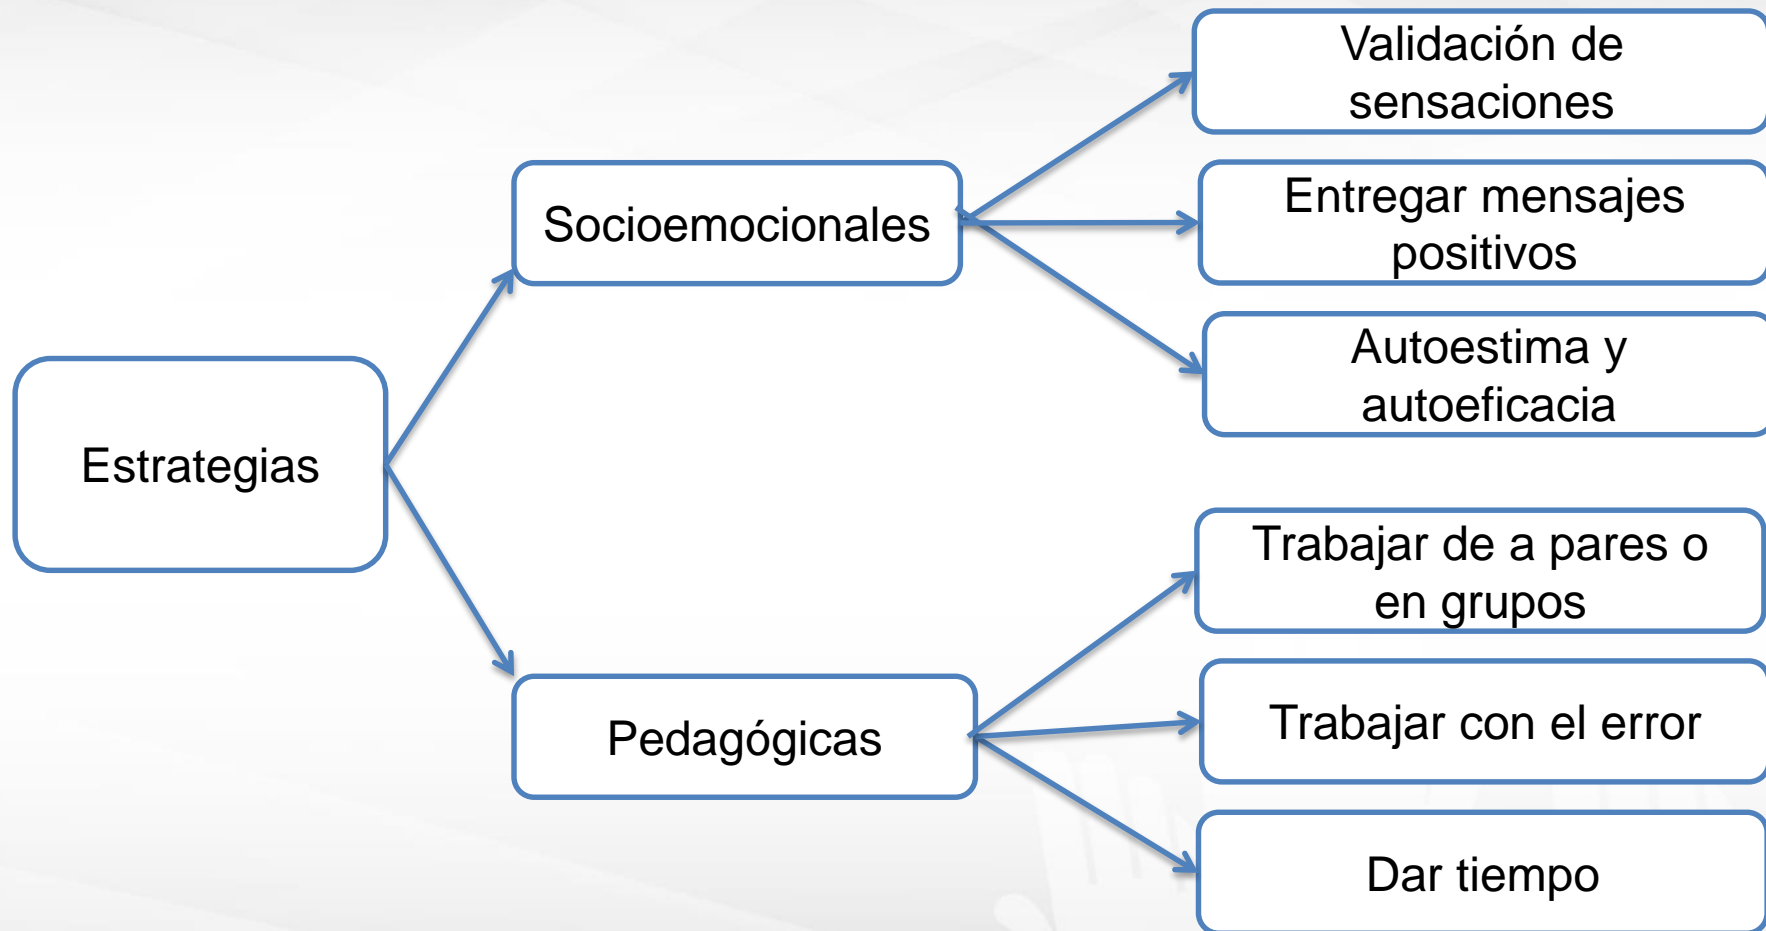 Estrategias
Socioemocionales
Validación de
sensaciones
Entregar mensajes
positivos
Autoestima y
autoeficacia
Pedagógicas
Trabajar de a pares o
en grupos
Trabajar con el error
Dar tiempo